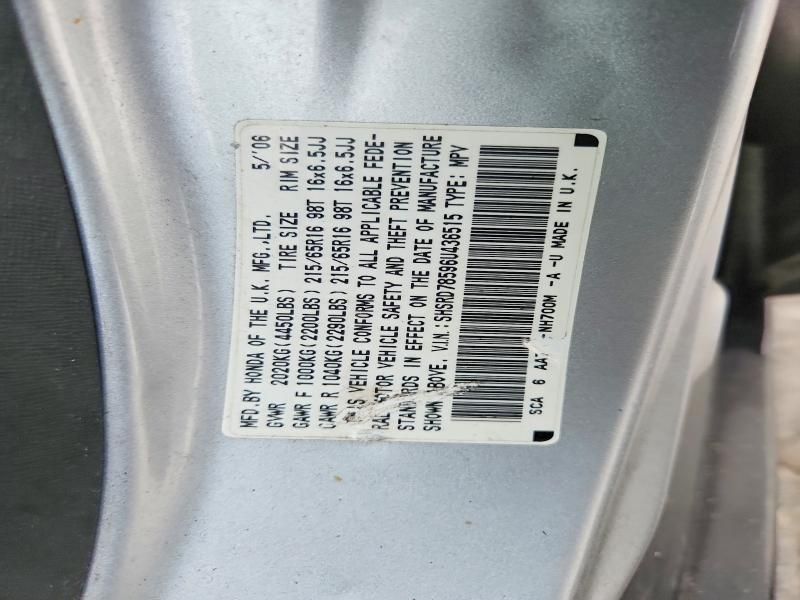 MFD.BY HONDA OF THE U.K. MFG.,LTD. 5/'06
GVWR 2020KG(4450LBS) TIRE SIZE RIM SIZE
GAWR F 1000KG(2200LBS) 215/65R16 98T 16x6.5JJ
GAWR R 1040KG(2290LBS) 215/65R16 98T 16x6.5JJ
VEHICLE CONFORMS TO ALL APPLICABLE FEDE-
RAL MOTOR VEHICLE SAFETY AND THEFT PREVENTION
STANDARDS IN EFFECT ON THE DATE OF MANUFACTURE
SHOWN ABOVE. V.I.N.:SHSRD78596U436515 TYPE: MPV
SCA 6 NH700M -A -U MADE IN U.K.